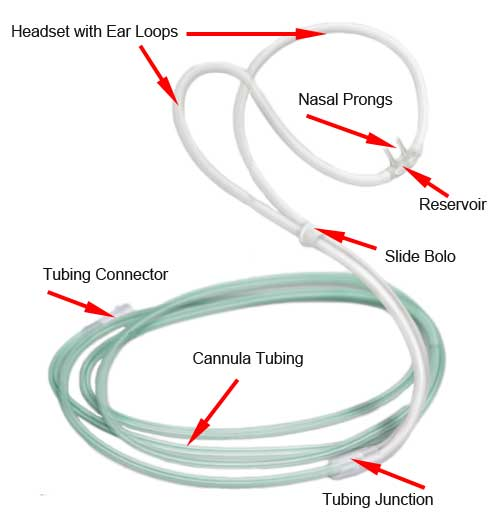 Headset with Ear Loops
Nasal Prongs
Reservoir
Slide Bolo
Tubing Connector
Cannula Tubing
Tubing Junction